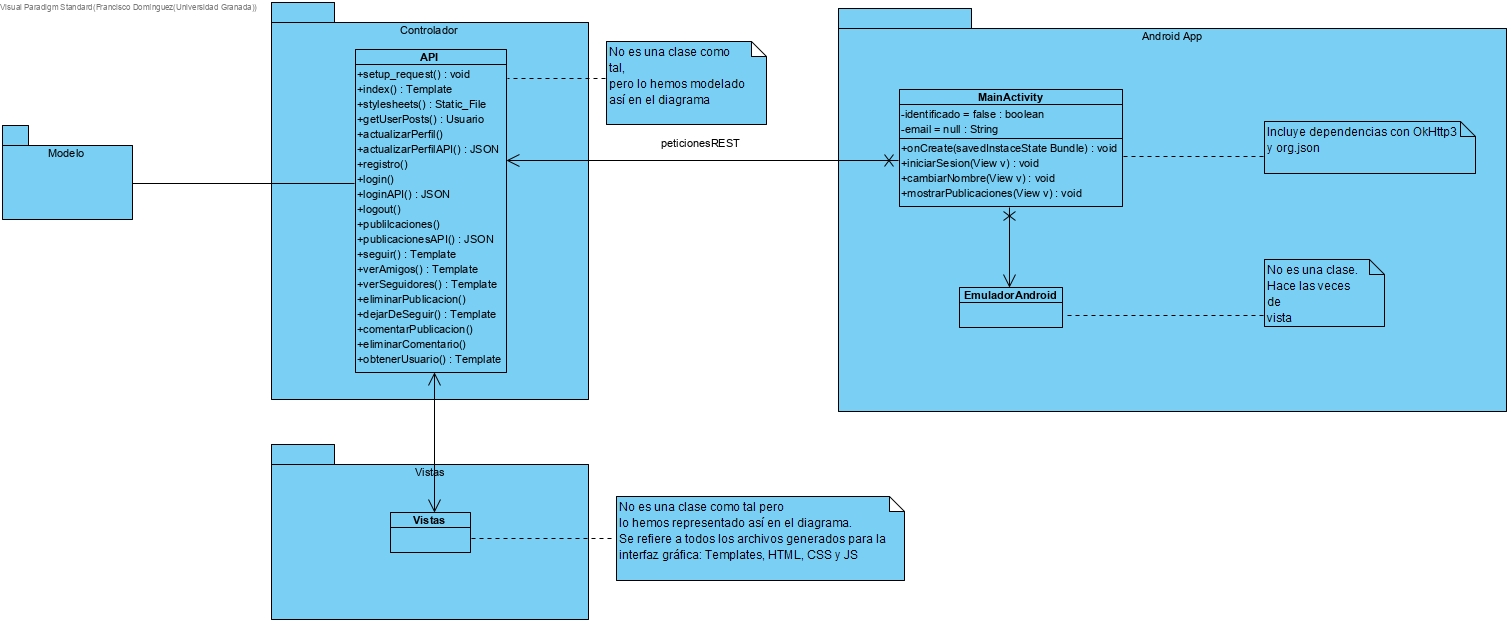 Visual Paradigm Standard(Francisco Domínguez(Universidad Granada))
Modelo
Controlador
API
+setup_request() : void
+index() : Template
+stylesheets() : Static_File
+getUserPosts() : Usuario
+actualizarPerfil()
+actualizarPerfilAPI() : JSON
+registro()
+login()
+loginAPI() : JSON
+logout()
+publilcaciones()
+publicacionesAPI() : JSON
+seguir() : Template
+verAmigos() : Template
+verSeguidores() : Template
+eliminarPublicacion()
+dejarDeSeguir() : Template
+comentarPublicacion()
+eliminarComentario()
+obtenerUsuario() : Template
No es una clase como
tal,
pero lo hemos modelado
así en el diagrama
peticionesREST
Android App
MainActivity
-identificado = false : boolean
-email = null : String
+onCreate(savedInstaceState Bundle) : void
+iniciarSesion(View v) : void
+cambiarNombre(View v) : void
+mostrarPublicaciones(View v) : void
Incluye dependencias con OkHttp3
y org.json
EmuladorAndroid
No es una clase.
Hace las veces
de
vista
Vistas
Vistas
No es una clase como tal pero
lo hemos representado así en el diagrama.
Se refiere a todos los archivos generados para la
interfaz gráfica: Templates, HTML, CSS y JS